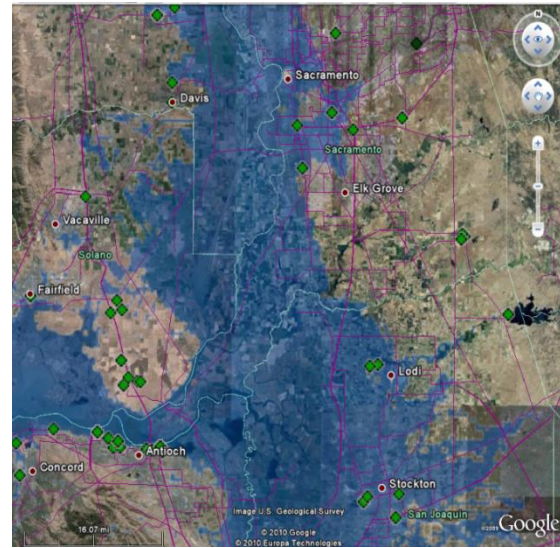 N
Sacramento
Davis
Sacramento
Elk Grove
Vacaville
Solano
Fairfield
Lodi
Antioch
Concord
Stockton
Image U.S. Geological Survey
San Joaquin
16.07 mi
© 2010 Google
© 2010 Europa Technologies
©2009 Google